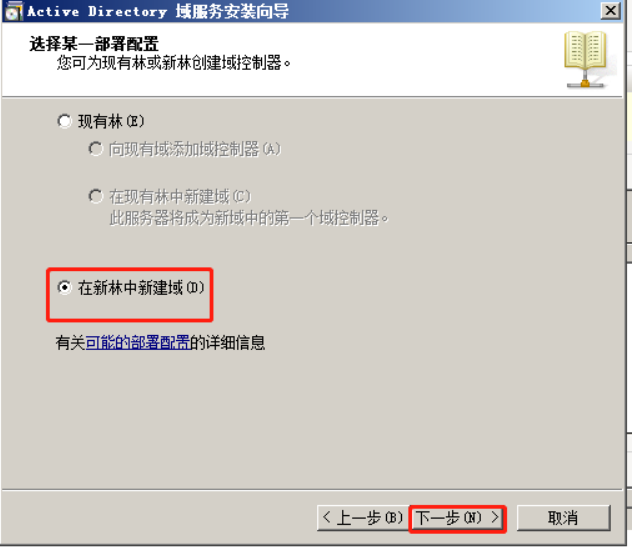 Active Directory 域服务安装向导
选择某一部署配置
您可为现有林或新林创建域控制器。
现有林(E)
向现有域添加域控制器(A)
在现有林中新建域(C)
此服务器将成为新域中的第一个域控制器。
在新林中新建域(D)
有关可能的部署配置的详细信息
< 上一步(B) 下一步(N) > 取消